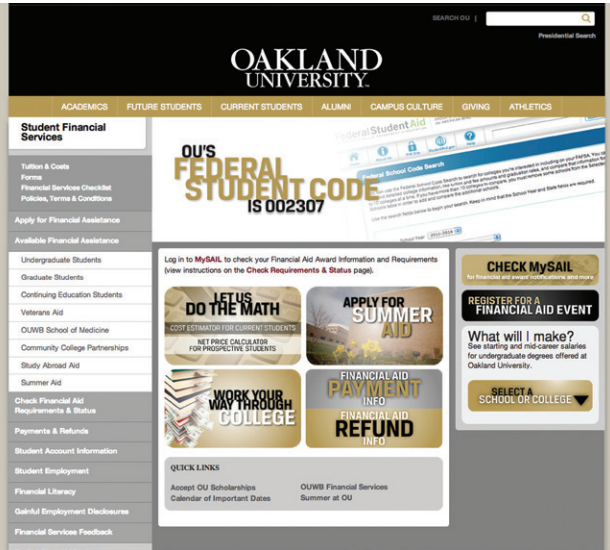 SEARCH OU |
Presidential Search
OAKLAND
UNIVERSITY
ACADEMICS FUTURE STUDENTS CURRENT STUDENTS ALUMNI CAMPUS CULTURE GIVING ATHLETICS
Student Financial
Services
Tuition & Costs
Forms
Financial Services Checklist
Policies, Terms & Conditions
Apply for Financial Assistance
Available Financial Assistance
Undergraduate Students
Graduate Students
Continuing Education Students
Veterans Aid
OUWB School of Medicine
Community College Partnerships
Study Abroad Aid
Summer Aid
Check Financial Aid
Requirements & Status
Payments & Refunds
Student Account Information
Student Employment
Financial Literacy
Gainful Employment Disclosures
Financial Services Feedback
OU'S
FEDERAL
STUDENT CODE
IS 002307
Federal Student Aid
Federal School Code Search
School Year
Log in to MySAIL to check your Financial Aid Award Information and Requirements
(view instructions on the Check Requirements & Status page).
LET US
DO THE MATH
COST ESTIMATOR FOR CURRENT STUDENTS
NET PRICE CALCULATOR
FOR PROSPECTIVE STUDENTS
APPLY FOR
SUMMER
AID
WORK YOUR
WAY THROUGH
COLLEGE
FINANCIAL AID
PAYMENT
INFO
FINANCIAL AID
REFUND
INFO
QUICK LINKS
Accept OU Scholarships OUWB Financial Services
Calendar of Important Dates Summer at OU
CHECK MySAIL
for financial aid award notifications and more
REGISTER FOR A
FINANCIAL AID EVENT
What will I make?
See starting and mid-career salaries
for undergraduate degrees offered at
Oakland University.
SELECT A
SCHOOL OR COLLEGE